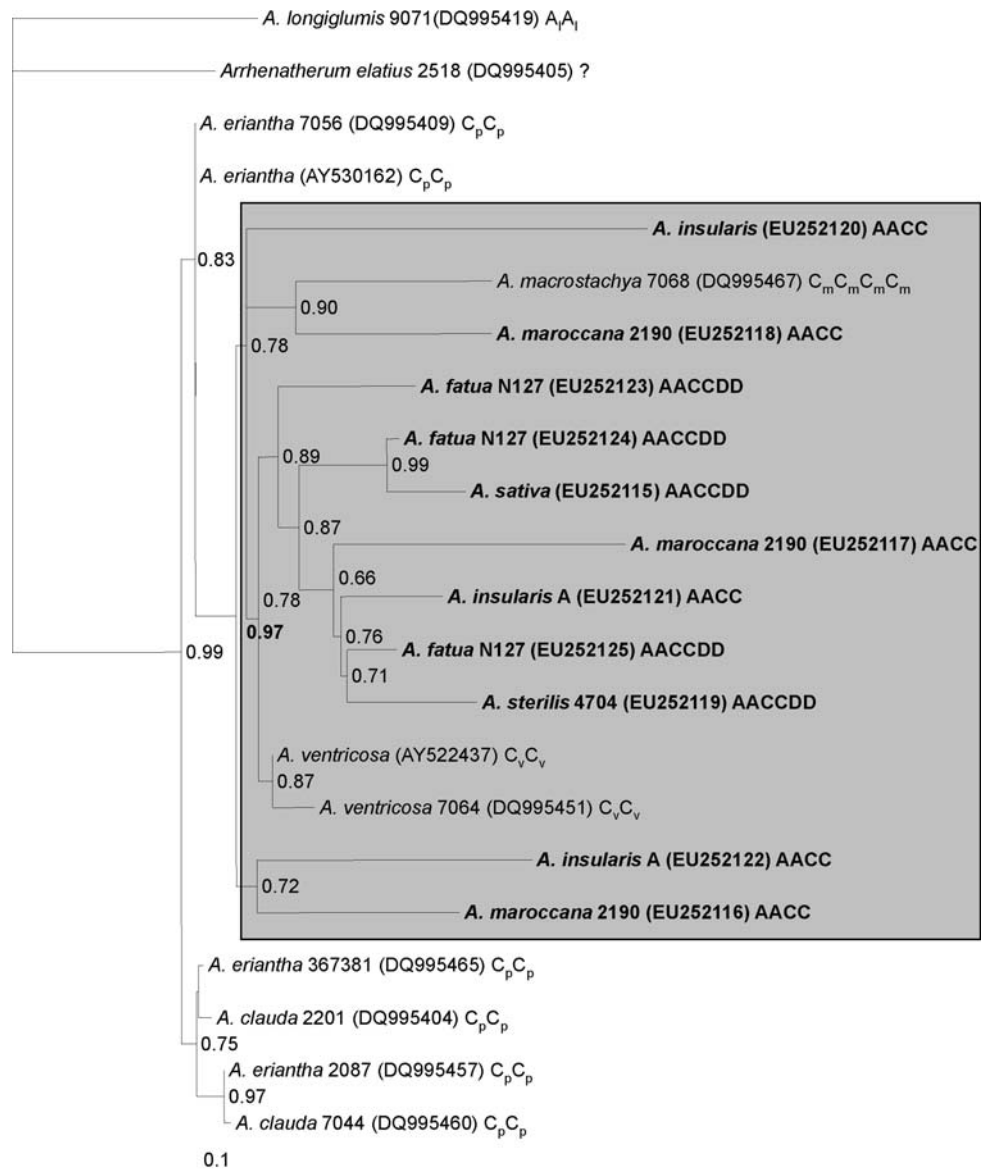 A. longiglumis 9071(DQ995419) AlAl
Arrhenatherum elatius 2518 (DQ995405) ?
A. eriantha 7056 (DQ995409) CpCp
A. eriantha (AY530162) CpCp
A. insularis (EU252120) AACC
0.83
A. macrostachya 7068 (DQ995467) CmCmCmCm
0.90
A. maroccana 2190 (EU252118) AACC
0.78
A. fatua N127 (EU252123) AACCDD
A. fatua N127 (EU252124) AACCDD
0.89
0.99
A. sativa (EU252115) AACCDD
0.87
A. maroccana 2190 (EU252117) AACC
0.66
A. insularis A (EU252121) AACC
0.78
0.97
0.76
A. fatua N127 (EU252125) AACCDD
0.99
0.71
A. sterilis 4704 (EU252119) AACCDD
A. ventricosa (AY522437) CvCv
0.87
A. ventricosa 7064 (DQ995451) CvCv
A. insularis A (EU252122) AACC
0.72
A. maroccana 2190 (EU252116) AACC
A. eriantha 367381 (DQ995465) CpCp
A. clauda 2201 (DQ995404) CpCp
0.75
A. eriantha 2087 (DQ995457) CpCp
0.97
A. clauda 7044 (DQ995460) CpCp
0.1